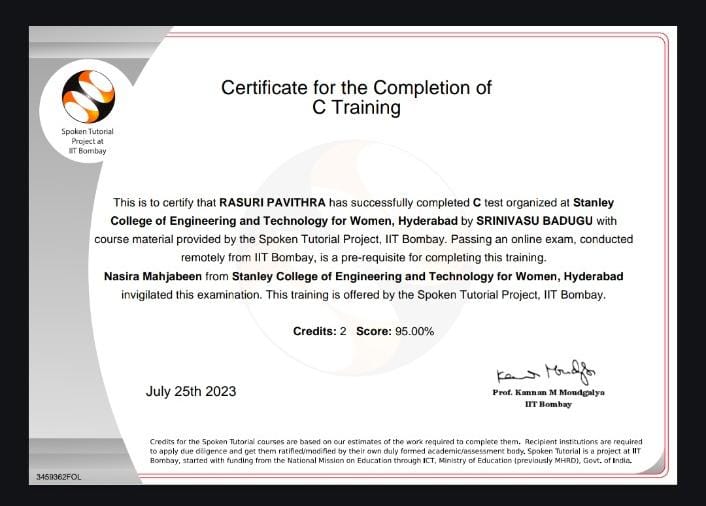 Certificate for the Completion of
C Training
Spoken Tutorial
Project at
IIT Bombay
This is to certify that RASURI PAVITHRA has successfully completed C test organized at Stanley
College of Engineering and Technology for Women, Hyderabad by SRINIVASU BADUGU with
course material provided by the Spoken Tutorial Project, IIT Bombay. Passing an online exam, conducted
remotely from IIT Bombay, is a pre-requisite for completing this training.
Nasira Mahjabeen from Stanley College of Engineering and Technology for Women, Hyderabad
invigilated this examination. This training is offered by the Spoken Tutorial Project, IIT Bombay.
Credits: 2 Score: 95.00%
July 25th 2023
Prof. Kannan M Moudgalya
IIT Bombay
Credits for the Spoken Tutorial courses are based on our estimates of the work required to complete them. Recipient institutions are required
to apply due diligence and get them ratified/modified by their own duly formed academic/assessment body, Spoken Tutorial is a project at IIT
Bombay, started with funding from the National Mission on Education through ICT, Ministry of Education (previously MHRD), Govt. of India.
3459362FOL